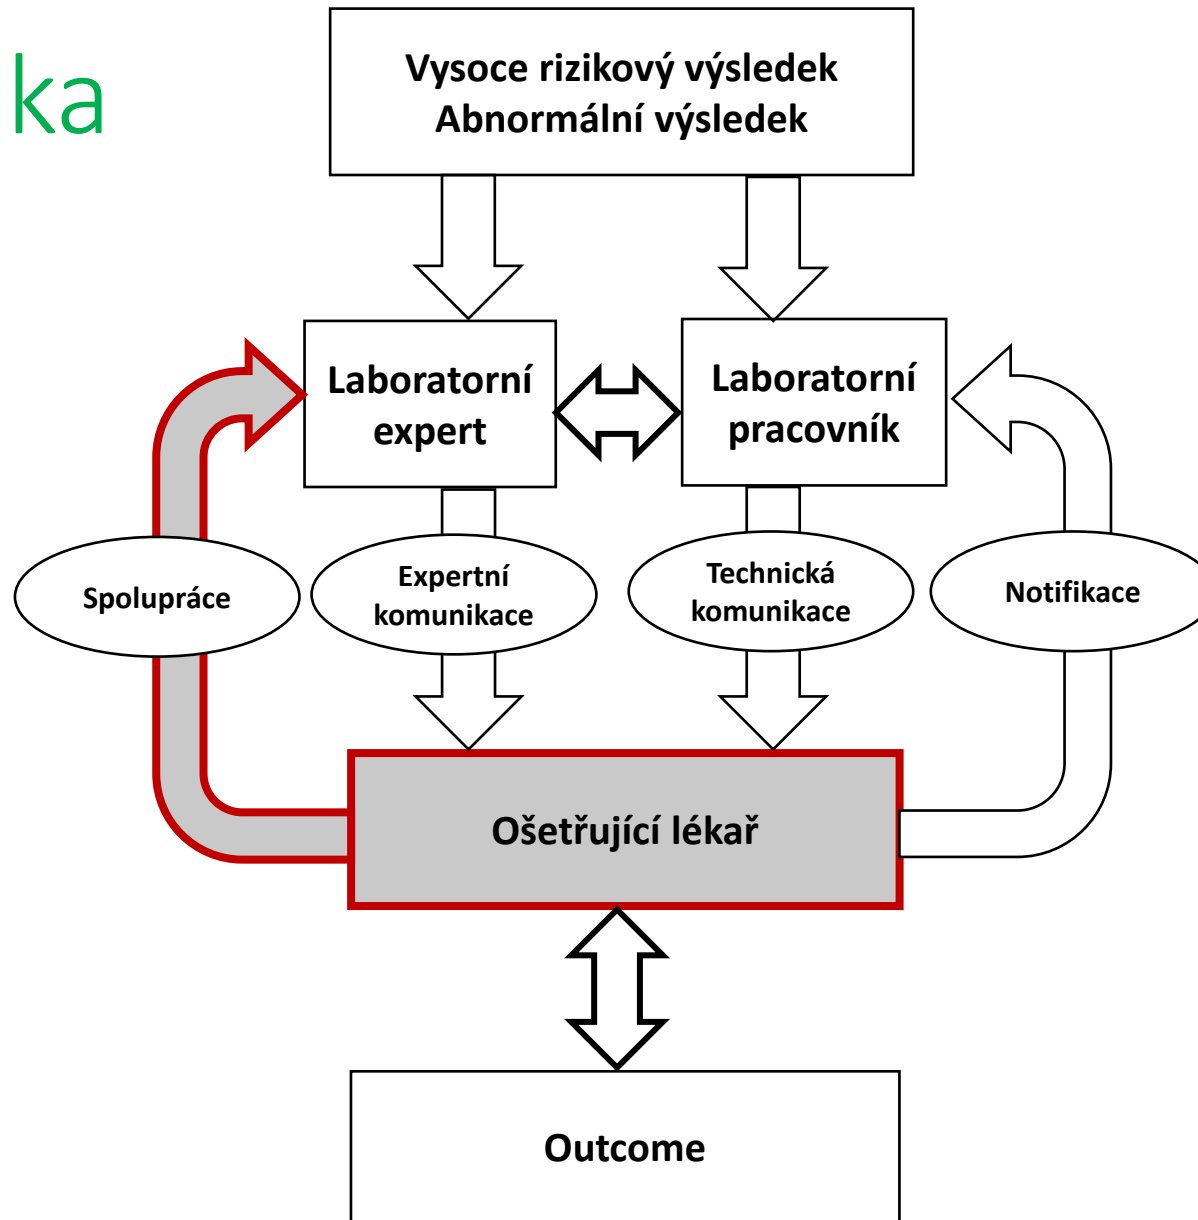 ka
Vysoce rizikový výsledek
Abnormální výsledek
Laboratorní
expert
Laboratorní
pracovník
Spolupráce
Expertní
komunikace
Technická
komunikace
Notifikace
Ošetřující lékař
Outcome